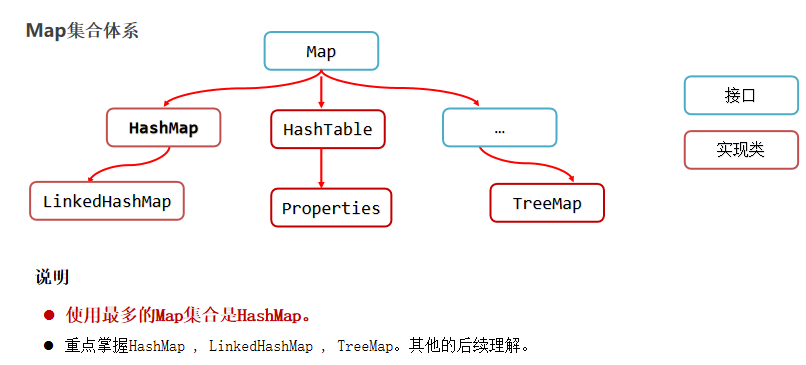 Map集合体系
Map
接口
HashMap
HashTable
…
实现类
LinkedHashMap
Properties
TreeMap
说明
使用最多的Map集合是HashMap。
重点掌握HashMap , LinkedHashMap , TreeMap。其他的后续理解。